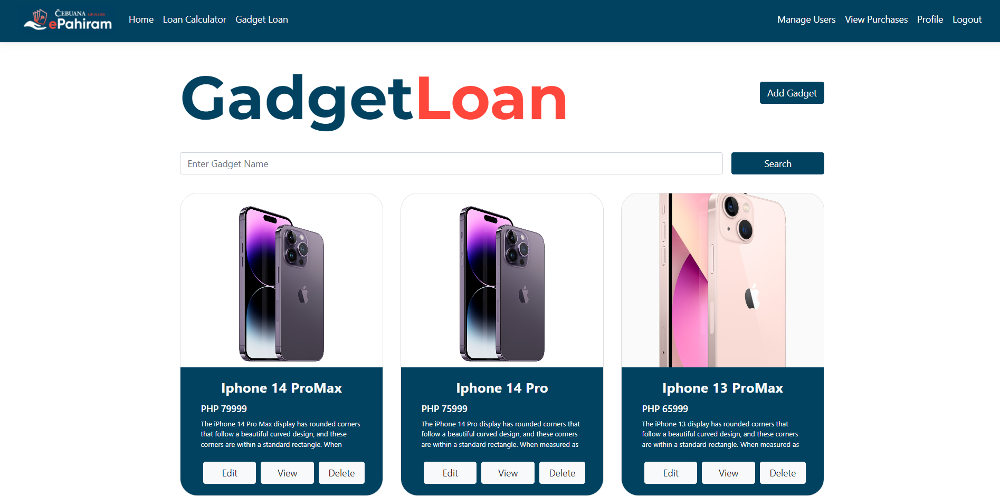 ĈEBUANA LHUILLIER
ePahiram
Home Loan Calculator Gadget Loan
Manage Users View Purchases Profile Logout
GadgetLoan
Add Gadget
Enter Gadget Name
Search
Iphone 14 ProMax
PHP 79999
The iPhone 14 Pro Max display has rounded corners
that follow a beautiful curved design, and these
corners are within a standard rectangle. When
Edit View Delete
Iphone 14 Pro
PHP 75999
The iPhone 14 Pro display has rounded corners that
follow a beautiful curved design, and these corners
are within a standard rectangle. When measured as
Edit View Delete
Iphone 13 ProMax
PHP 65999
The iPhone 13 display has rounded corners that
follow a beautiful curved design, and these corners
are within a standard rectangle. When measured as
Edit View Delete